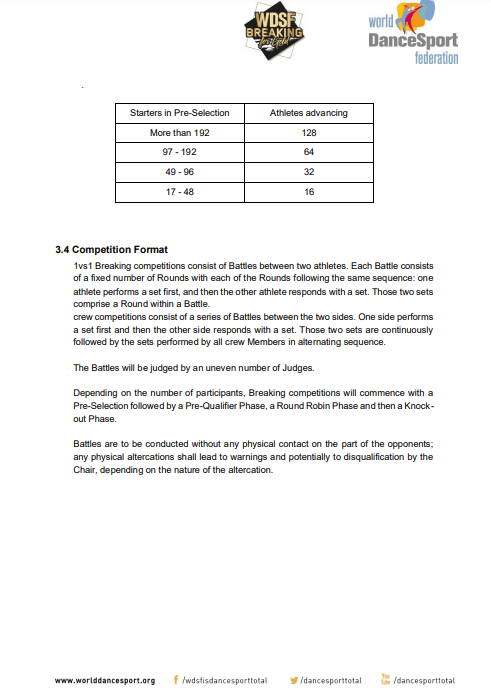 WDSF
BREAKING
for Gold
world
DanceSport
federation
.
Starters in Pre-Selection Athletes advancing
More than 192 128
97 - 192 64
49 - 96 32
17 - 48 16
3.4 Competition Format
1vs1 Breaking competitions consist of Battles between two athletes. Each Battle consists
of a fixed number of Rounds with each of the Rounds following the same sequence: one
athlete performs a set first, and then the other athlete responds with a set. Those two sets
comprise a Round within a Battle.
crew competitions consist of a series of Battles between the two sides. One side performs
a set first and then the other side responds with a set. Those two sets are continuously
followed by the sets performed by all crew Members in alternating sequence.
The Battles will be judged by an uneven number of Judges.
Depending on the number of participants, Breaking competitions will commence with a
Pre-Selection followed by a Pre-Qualifier Phase, a Round Robin Phase and then a Knock-
out Phase.
Battles are to be conducted without any physical contact on the part of the opponents;
any physical altercations shall lead to warnings and potentially to disqualification by the
Chair, depending on the nature of the altercation.
www.worlddancesport.org f /wdsfisdancesporttotal /dancesporttotal You Tube /dancesporttotal